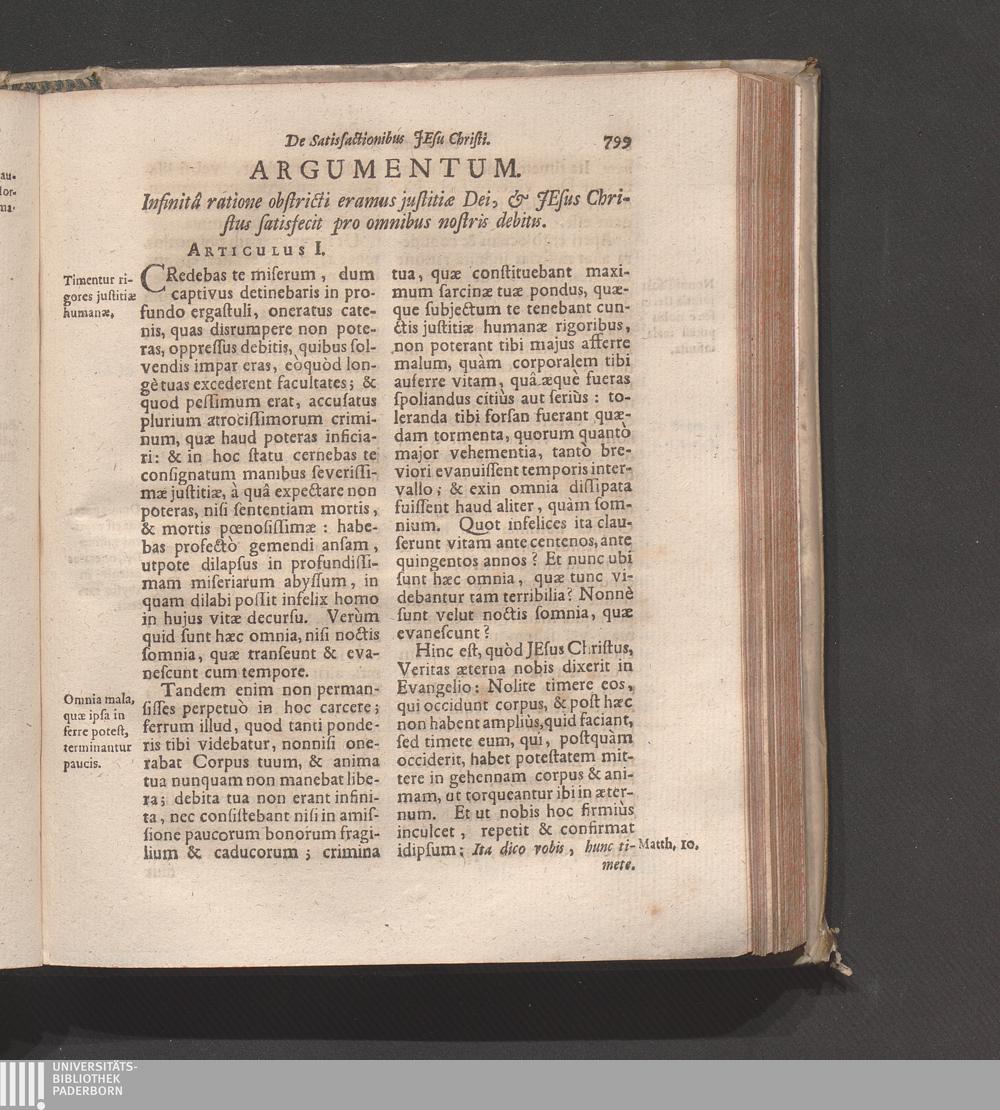 au-
lor-
ma-
De Satisfactionibus JEsu Christi. 799
ARGUMENTUM.
Infinitâ ratione obstricti eramus justitiæ Dei, & JEsus Chri-
stus satisfecit pro omnibus nostris debitis.
ARTICULUS I.
Timentur ri-
gores justitiæ
humanæ,
CRedebas te miserum, dum
captivus detinebaris in pro-
fundo ergastuli, oneratus cate-
nis, quas disrumpere non pote-
ras, oppressus debitis, quibus sol-
vendis impar eras, eòquòd lon-
gè tuas excederent facultates; &
quod pessimum erat, accusatus
plurium atrocissimorum crimi-
num, quæ haud poteras inficia-
ri: & in hoc statu cernebas te
consignatum manibus severissi-
mæ justitiæ, à quâ expectare non
poteras, nisi sententiam mortis,
& mortis pœnosissimæ : habe-
bas profectò gemendi ansam,
utpote dilapsus in profundissi-
mam miseriarum abyssum, in
quam dilabi possit infelix homo
in hujus vitæ decursu. Verùm
quid sunt hæc omnia, nisi noctis
somnia, quæ transeunt & eva-
nescunt cum tempore.
Omnia mala,
quæ ipsa in
ferre potest,
terminantur
paucis.
Tandem enim non perman-
sisses perpetuò in hoc carcere;
ferrum illud, quod tanti ponde-
ris tibi videbatur, nonnisi one-
rabat Corpus tuum, & anima
tua nunquam non manebat libe-
ra; debita tua non erant infini-
ta, nec consistebant nisi in amis-
sione paucorum bonorum fragi-
lium & caducorum ; crimina
tua, quæ constituebant maxi-
mum sarcinæ tuæ pondus, quæ-
que subjectum te tenebant cun-
ctis justitiæ humanæ rigoribus,
non poterant tibi majus afferre
malum, quàm corporalem tibi
auferre vitam, quâ æquè fueras
spoliandus citiùs aut seriùs : to-
leranda tibi forsan fuerant quæ-
dam tormenta, quorum quantò
major vehementia, tantò bre-
viori evanuissent temporis inter-
vallo; & exin omnia dissipata
fuissent haud aliter, quàm som-
nium. Quot infelices ita clau-
serunt vitam ante centenos, ante
quingentos annos ? Et nunc ubi
sunt hæc omnia, quæ tunc vi-
debantur tam terribilia? Nonnè
sunt velut noctis somnia, quæ
evanescunt ?
Hinc est, quòd JEsus Christus,
Veritas æterna nobis dixerit in
Evangelio: Nolite timere eos,
qui occidunt corpus, & post hæc
non habent ampliùs, quid faciant,
sed timete eum, qui, postquàm
occiderit, habet potestatem mit-
tere in gehennam corpus & ani-
mam, ut torqueantur ibi in æter-
num. Et ut nobis hoc firmiùs
inculcet, repetit & confirmat
idipsum; Ita dico vobis, hunc ti-
Matth. 10.
mete.
UNIVERSITÄTS-
BIBLIOTHEK
PADERBORN